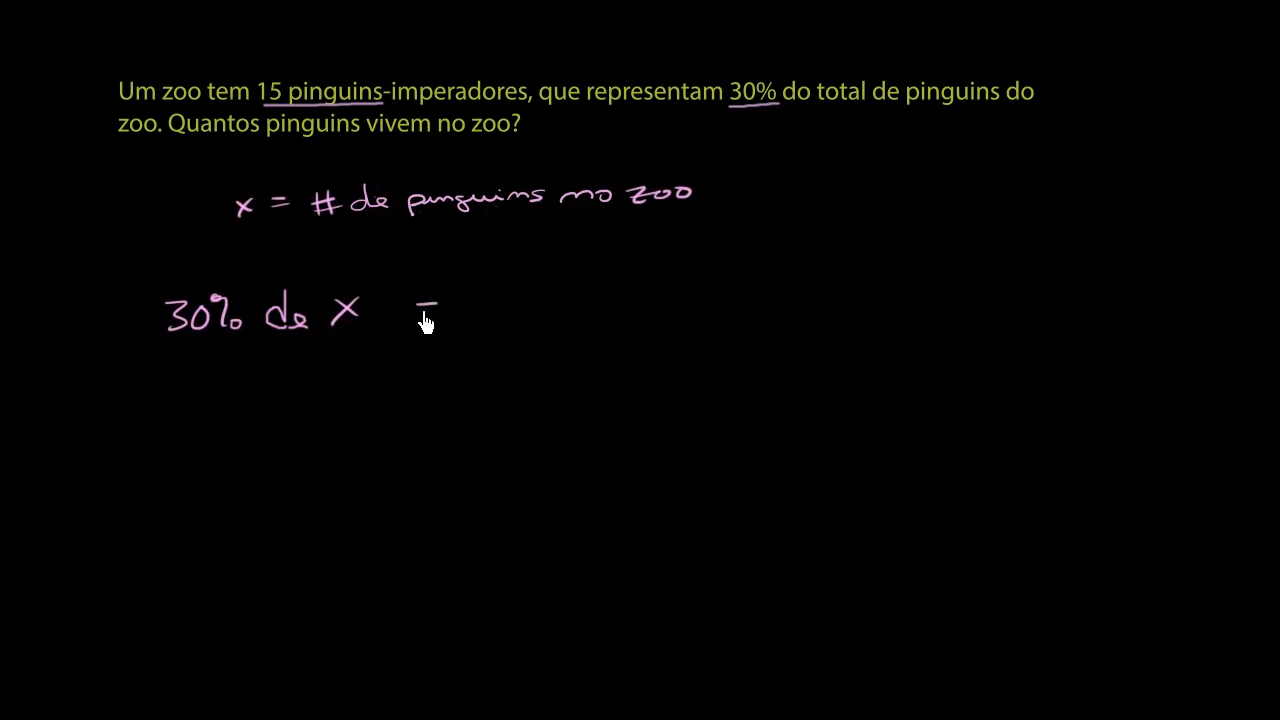 Um zoo tem 15 pinguins-imperadores, que representam 30% do total de pinguins do
zoo. Quantos pinguins vivem no zoo?
x = # de pinguins no zoo
30% de x